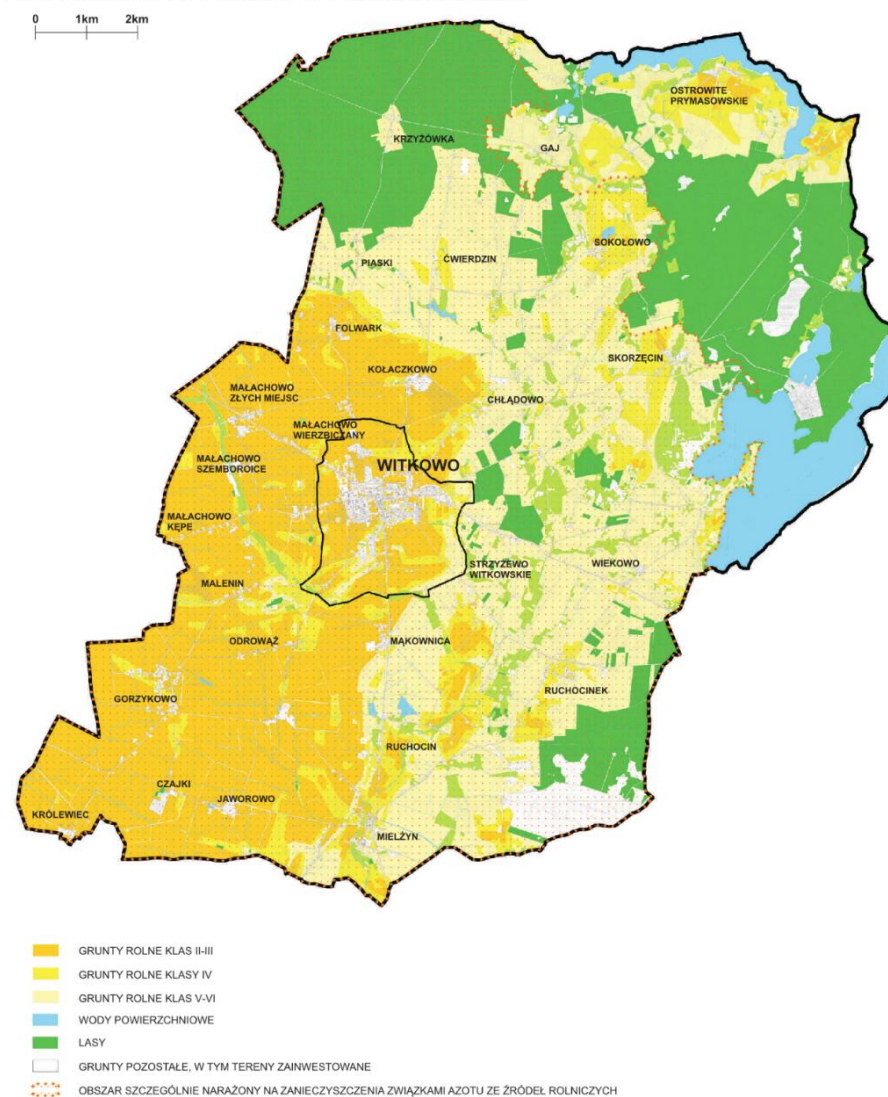 0 1km 2km
OSTROWITE
PRYMASOWSKIE
KRZYŻÓWKA
GAJ
SOKOŁOWO
PIASKI
ĆWIERDZIN
FOLWARK
SKORZĘCIN
KOŁACZKOWO
MAŁACHOWO
ZŁYCH MIEJSC
CHŁĄDOWO
MAŁACHOWO
WIERZBICZANY
MAŁACHOWO
SZEMBOROICE
WITKOWO
MAŁACHOWO
KĘPE
STRZYŻEWO
WITKOWSKIE
WIEKOWO
MALENIN
ODROWĄŻ
MĄKOWNICA
GORZYKOWO
RUCHOCINEK
RUCHOCIN
CZAJKI
JAWOROWO
KRÓLEWIEC
MIELŻYN
GRUNTY ROLNE KLAS II-III
GRUNTY ROLNE KLASY IV
GRUNTY ROLNE KLAS V-VI
WODY POWIERZCHNIOWE
LASY
GRUNTY POZOSTAŁE, W TYM TERENY ZAINWESTOWANE
OBSZAR SZCZEGÓLNIE NARAŻONY NA ZANIECZYSZCZENIA ZWIĄZKAMI AZOTU ZE ŹRÓDEŁ ROLNICZYCH